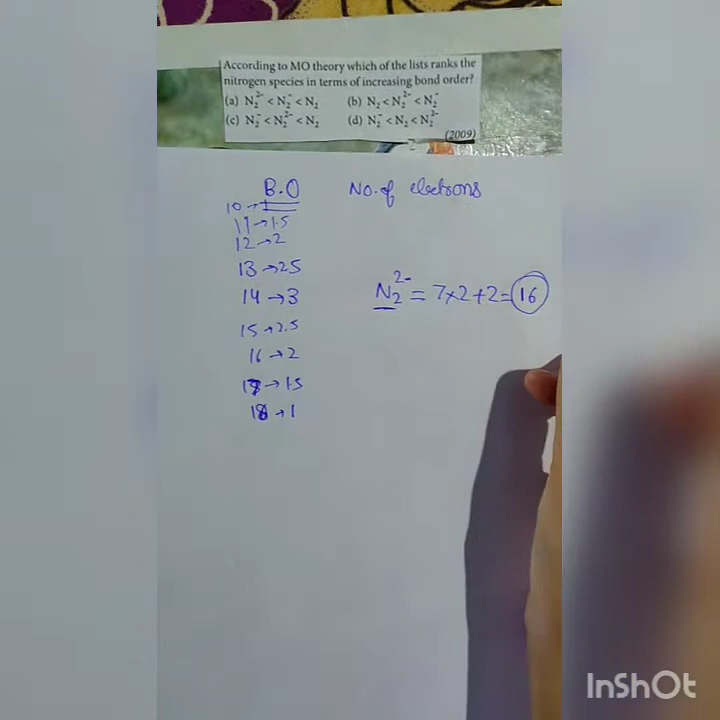 According to MO theory which of the lists ranks the
nitrogen species in terms of increasing bond order?
(a) N₂²⁻ < N₂⁻ < N₂ (b) N₂ < N₂²⁻ < N₂⁻
(c) N₂⁻ < N₂²⁻ < N₂ (d) N₂⁻ < N₂ < N₂²⁻
(2009)
B.O No. of electrons
10 → 1
11 → 1.5
12 → 2
13 → 2.5
14 → 3
N₂²⁻ = 7×2+2 = 16
15 → 2.5
16 → 2
17 → 1.5
18 → 1
InShOt